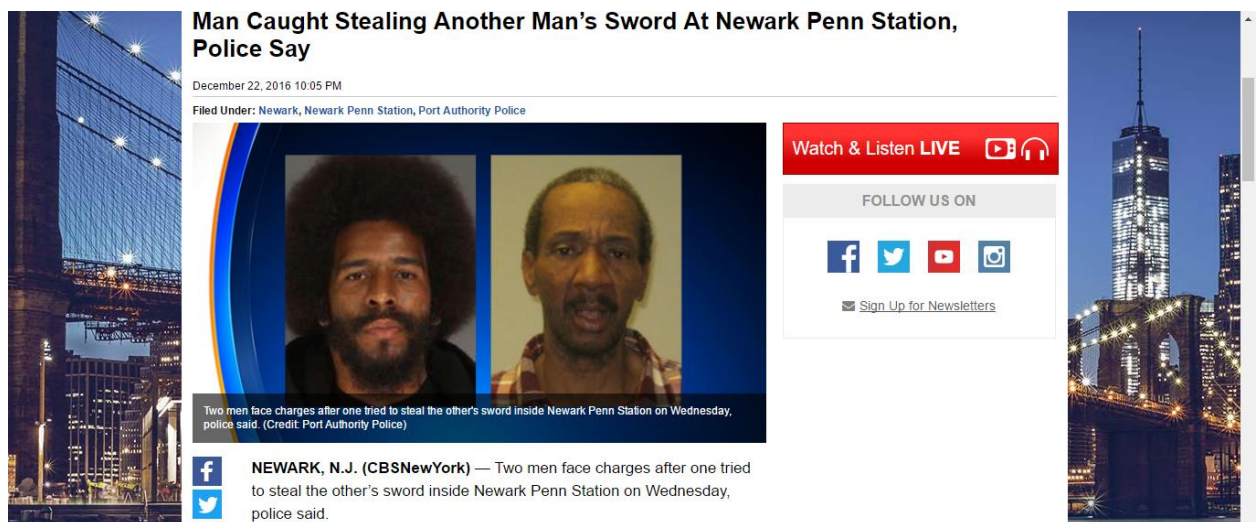 Man Caught Stealing Another Man’s Sword At Newark Penn Station,
Police Say
December 22, 2016 10:05 PM
Filed Under: Newark, Newark Penn Station, Port Authority Police
Watch & Listen LIVE
FOLLOW US ON
Sign Up for Newsletters
Two men face charges after one tried to steal the other's sword inside Newark Penn Station on Wednesday,
police said. (Credit: Port Authority Police)
NEWARK, N.J. (CBSNewYork) — Two men face charges after one tried
to steal the other’s sword inside Newark Penn Station on Wednesday,
police said.